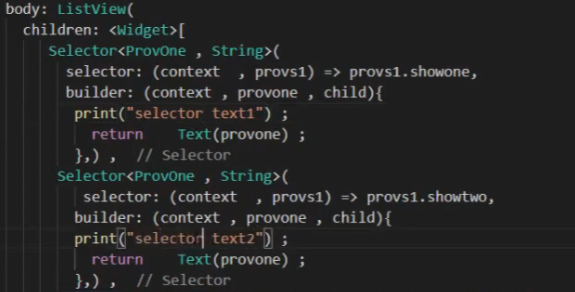 body: ListView(
children: <Widget>[
Selector<ProvOne , String>(
selector: (context  , provs1) => provs1.showone,
builder: (context , provone , child){
print("selector text1") ;
return    Text(provone) ;
},) ,  // Selector
Selector<ProvOne , String>(
selector: (context  , provs1) => provs1.showtwo,
builder: (context , provone , child){
print("selector text2") ;
return    Text(provone) ;
},) ,  // Selector